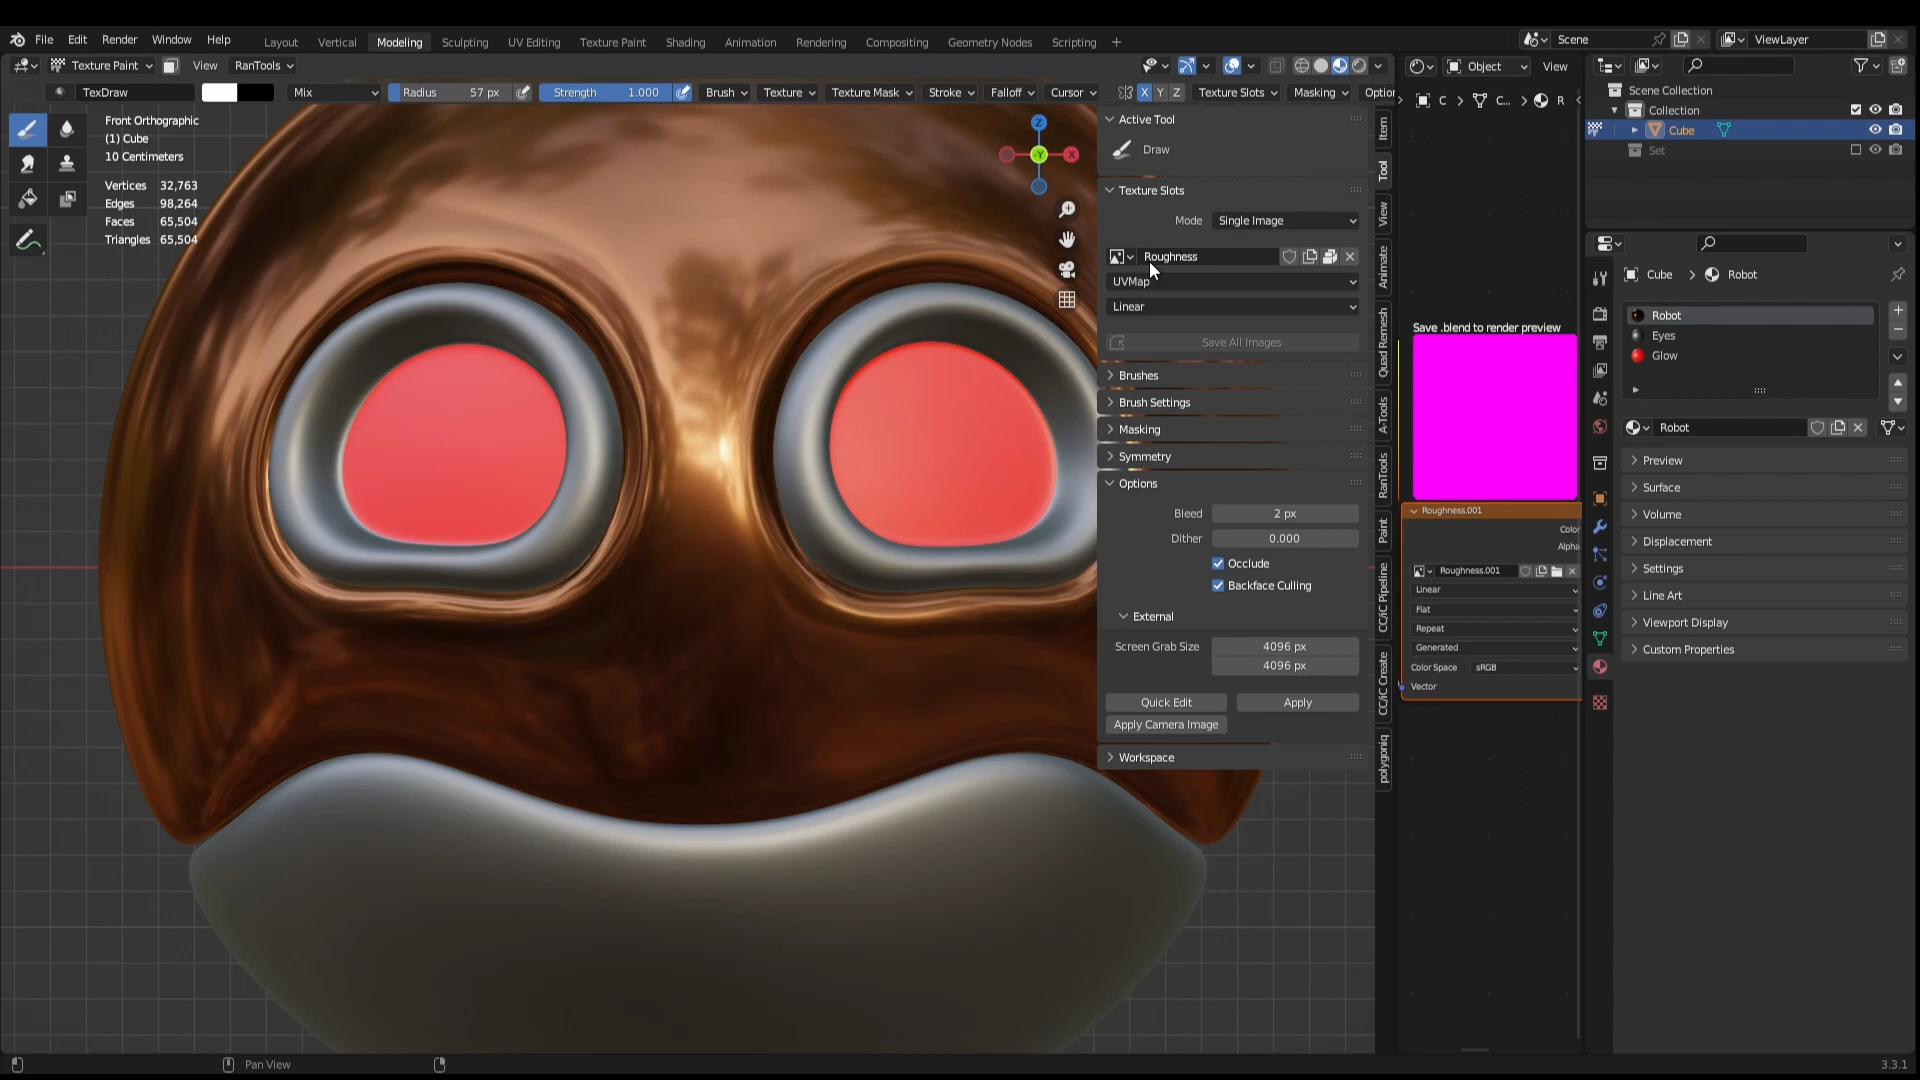 File Edit Render Window Help
Layout Vertical Modeling Sculpting UV Editing Texture Paint Shading Animation Rendering Compositing Geometry Nodes Scripting +
Scene ViewLayer
Texture Paint View RanTools
Object View
TexDraw Mix Radius 57 px Strength 1.000 Brush Texture Texture Mask Stroke Falloff Cursor X Y Z Texture Slots Masking Optio
C C... R
Front Orthographic
(1) Cube
10 Centimeters
Vertices 32,763
Edges 98,264
Faces 65,504
Triangles 65,504
Z
-Y
X
Active Tool
Draw
Texture Slots
Mode Single Image
Roughness
UVMap
Linear
Save All Images
Brushes
Brush Settings
Masking
Symmetry
Options
Bleed 2 px
Dither 0.000
Occlude
Backface Culling
External
Screen Grab Size 4096 px
4096 px
Quick Edit Apply
Apply Camera Image
Workspace
Item
Tool
View
Animate
Quad Remesh
A-Tools
RanTools
Paint
CC/iC Pipeline
CC/iC Create
polygoniq
Save .blend to render preview
Roughness.001
Color
Alpha
Roughness.001
Linear
Flat
Repeat
Generated
Color Space sRGB
Vector
Scene Collection
Collection
Cube
Set
Cube Robot
Robot
Eyes
Glow
Robot
Preview
Surface
Volume
Displacement
Settings
Line Art
Viewport Display
Custom Properties
Pan View
3.3.1